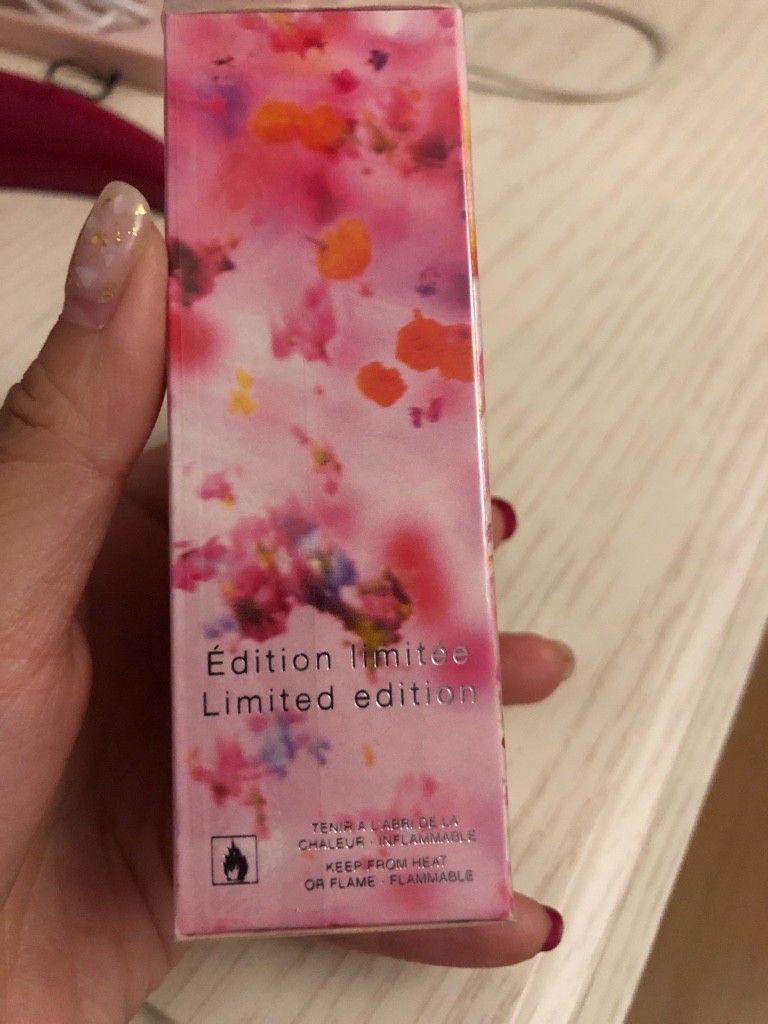 Édition limitée
Limited edition
TENIR A L'ABRI DE LA
CHALEUR · INFLAMMABLE
KEEP FROM HEAT
OR FLAME · FLAMMABLE